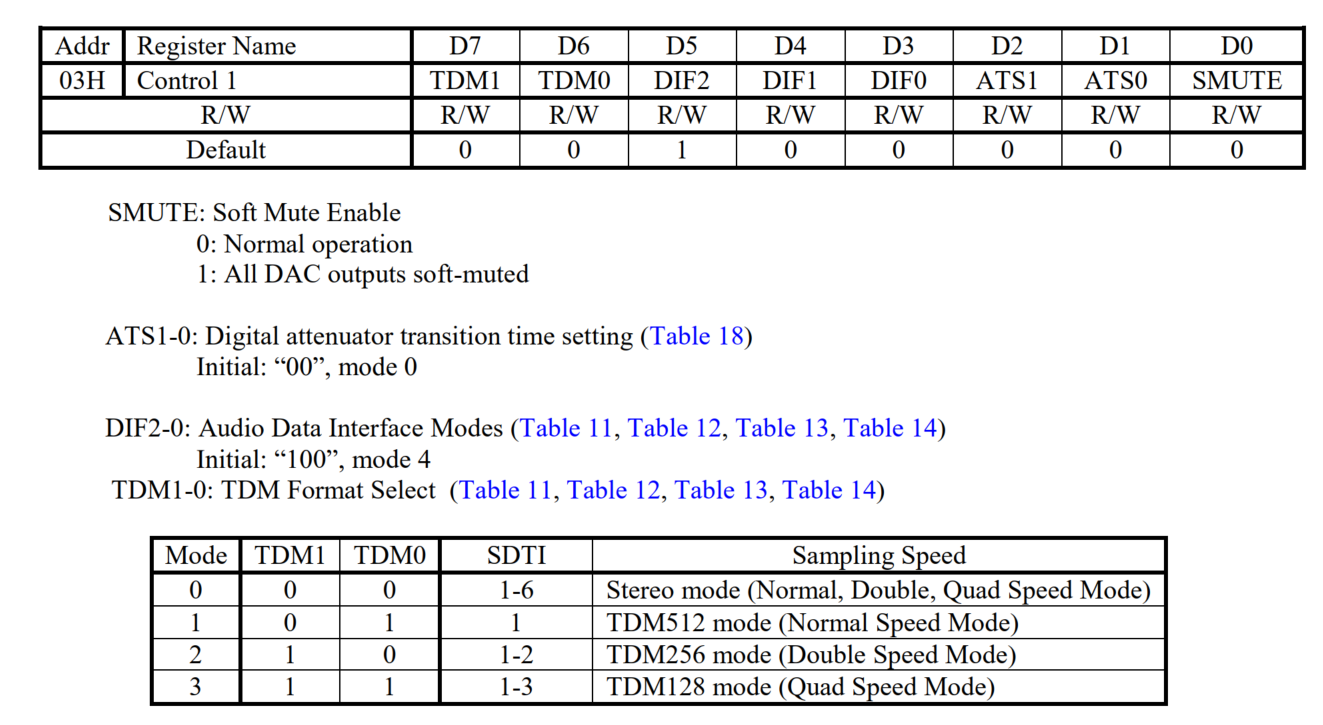 Addr Register Name D7 D6 D5 D4 D3 D2 D1 D0
03H Control 1 TDM1 TDM0 DIF2 DIF1 DIF0 ATS1 ATS0 SMUTE
R/W R/W R/W R/W R/W R/W R/W R/W R/W
Default 0 0 1 0 0 0 0 0
SMUTE: Soft Mute Enable
0: Normal operation
1: All DAC outputs soft-muted
ATS1-0: Digital attenuator transition time setting (Table 18)
Initial: “00”, mode 0
DIF2-0: Audio Data Interface Modes (Table 11, Table 12, Table 13, Table 14)
Initial: “100”, mode 4
TDM1-0: TDM Format Select (Table 11, Table 12, Table 13, Table 14)
Mode TDM1 TDM0 SDTI Sampling Speed
0 0 0 1-6 Stereo mode (Normal, Double, Quad Speed Mode)
1 0 1 1 TDM512 mode (Normal Speed Mode)
2 1 0 1-2 TDM256 mode (Double Speed Mode)
3 1 1 1-3 TDM128 mode (Quad Speed Mode)